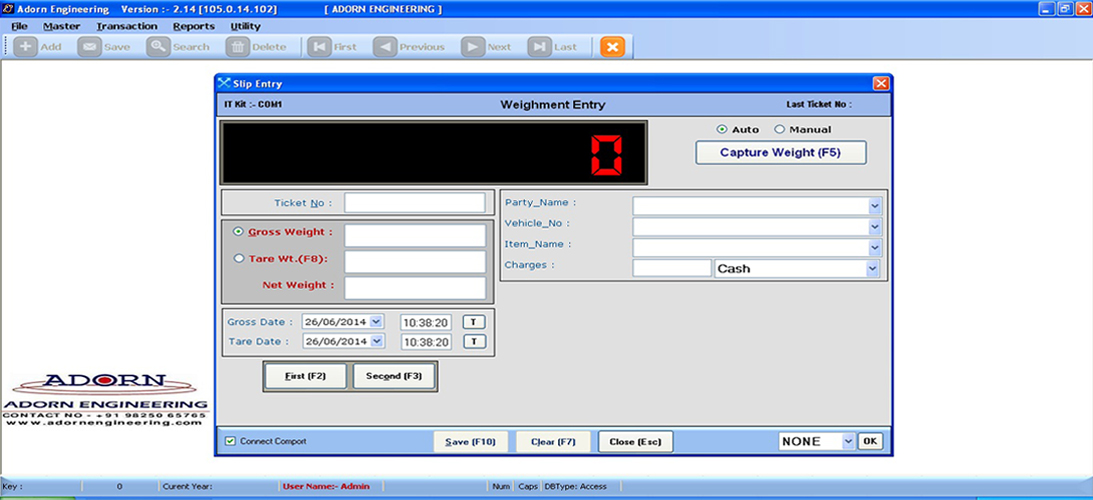 Adorn Engineering Version :- 2.14 [105.0.14.102] [ ADORN ENGINEERING ]
File Master Transaction Reports Utility
Add Save Search Delete First Previous Next Last
Slip Entry
IT Kit :- COM1 Weighment Entry Last Ticket No :
0
Auto Manual
Capture Weight (F5)
Ticket No :
Gross Weight :
Tare Wt.(F8):
Net Weight :
Party_Name :
Vehicle_No :
Item_Name :
Charges : Cash
Gross Date : 26/06/2014 10:38:20 T
Tare Date : 26/06/2014 10:38:20 T
First (F2) Second (F3)
ADORN
ADORN ENGINEERING
CONTACT NO - +91 98250 65765
www.adornengineering.com
Connect Comport Save (F10) Clear (F7) Close (Esc) NONE OK
Key : 0 Curent Year: User Name:- Admin Num Caps DBType: Access